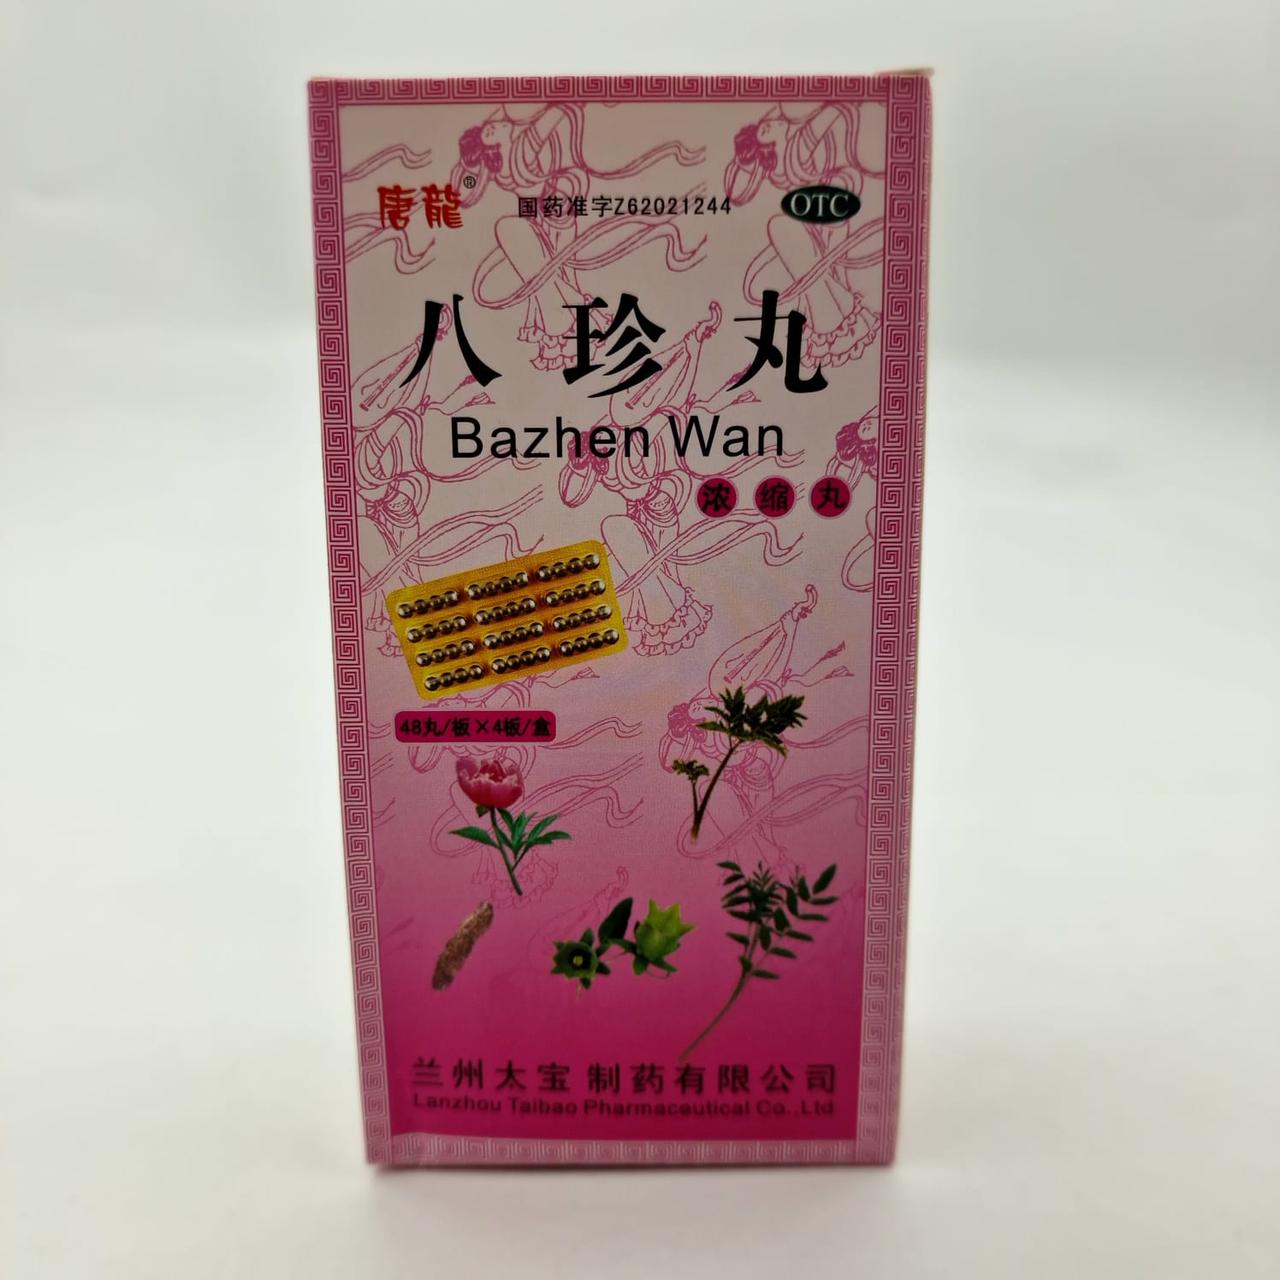 唐龍®
国药准字Z62021244
OTC
八珍丸
Bazhen Wan
浓缩丸
48丸/板×4板/盒
兰州太宝制药有限公司
Lanzhou Taibao Pharmaceutical Co.,Ltd